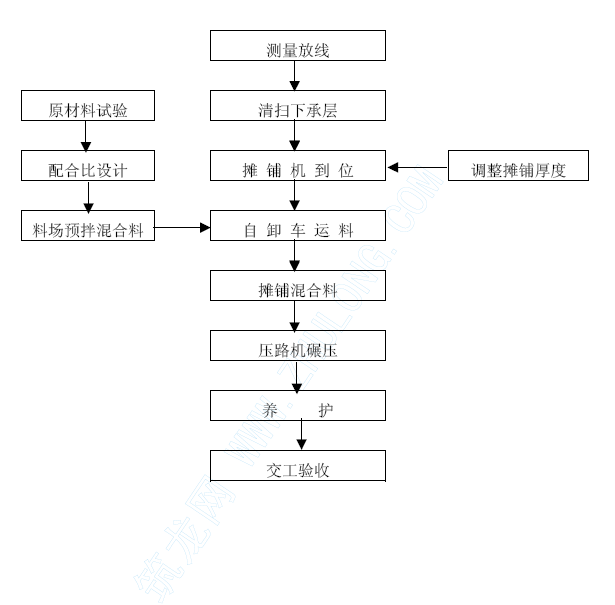 测量放线
原材料试验
清扫下承层
配合比设计
摊 铺 机 到 位
调整摊铺厚度
料场预拌混合料
自 卸 车 运 料
摊铺混合料
压路机碾压
养 护
交工验收
筑龙网 WWW.ZHULONG.COM